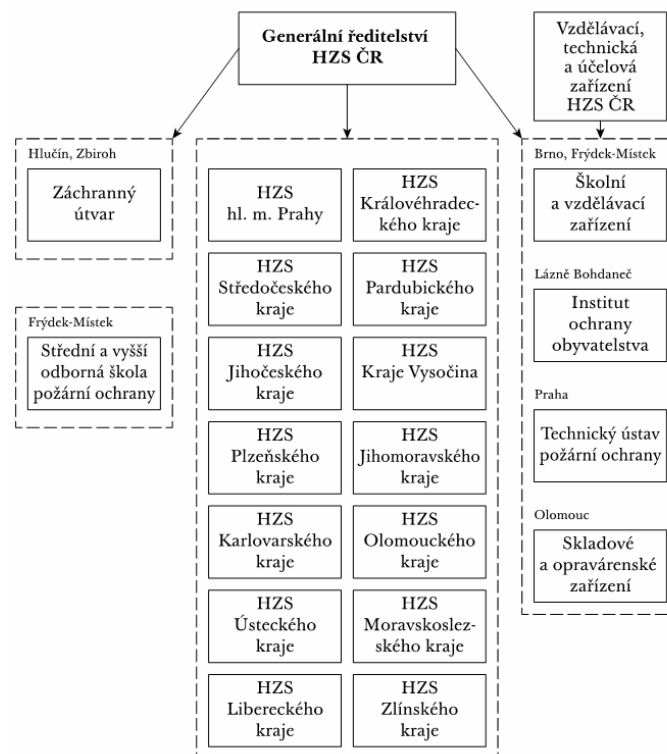 Generální ředitelství
HZS ČR
Vzdělávací,
technická
a účelová
zařízení
HZS ČR
Hlučín, Zbiroh
Záchranný
útvar
Frýdek-Místek
Střední a vyšší
odborná škola
požární ochrany
HZS
hl. m. Prahy
HZS
Královéhradec-
kého kraje
HZS
Středočeského
kraje
HZS
Pardubického
kraje
HZS
Jihočeského
kraje
HZS
Kraje Vysočina
HZS
Plzeňského
kraje
HZS
Jihomoravského
kraje
HZS
Karlovarského
kraje
HZS
Olomouckého
kraje
HZS
Ústeckého
kraje
HZS
Moravskoslez-
ského kraje
HZS
Libereckého
kraje
HZS
Zlínského
kraje
Brno, Frýdek-Místek
Školní
a vzdělávací
zařízení
Lázně Bohdaneč
Institut
ochrany
obyvatelstva
Praha
Technický ústav
požární ochrany
Olomouc
Skladové
a opravárenské
zařízení